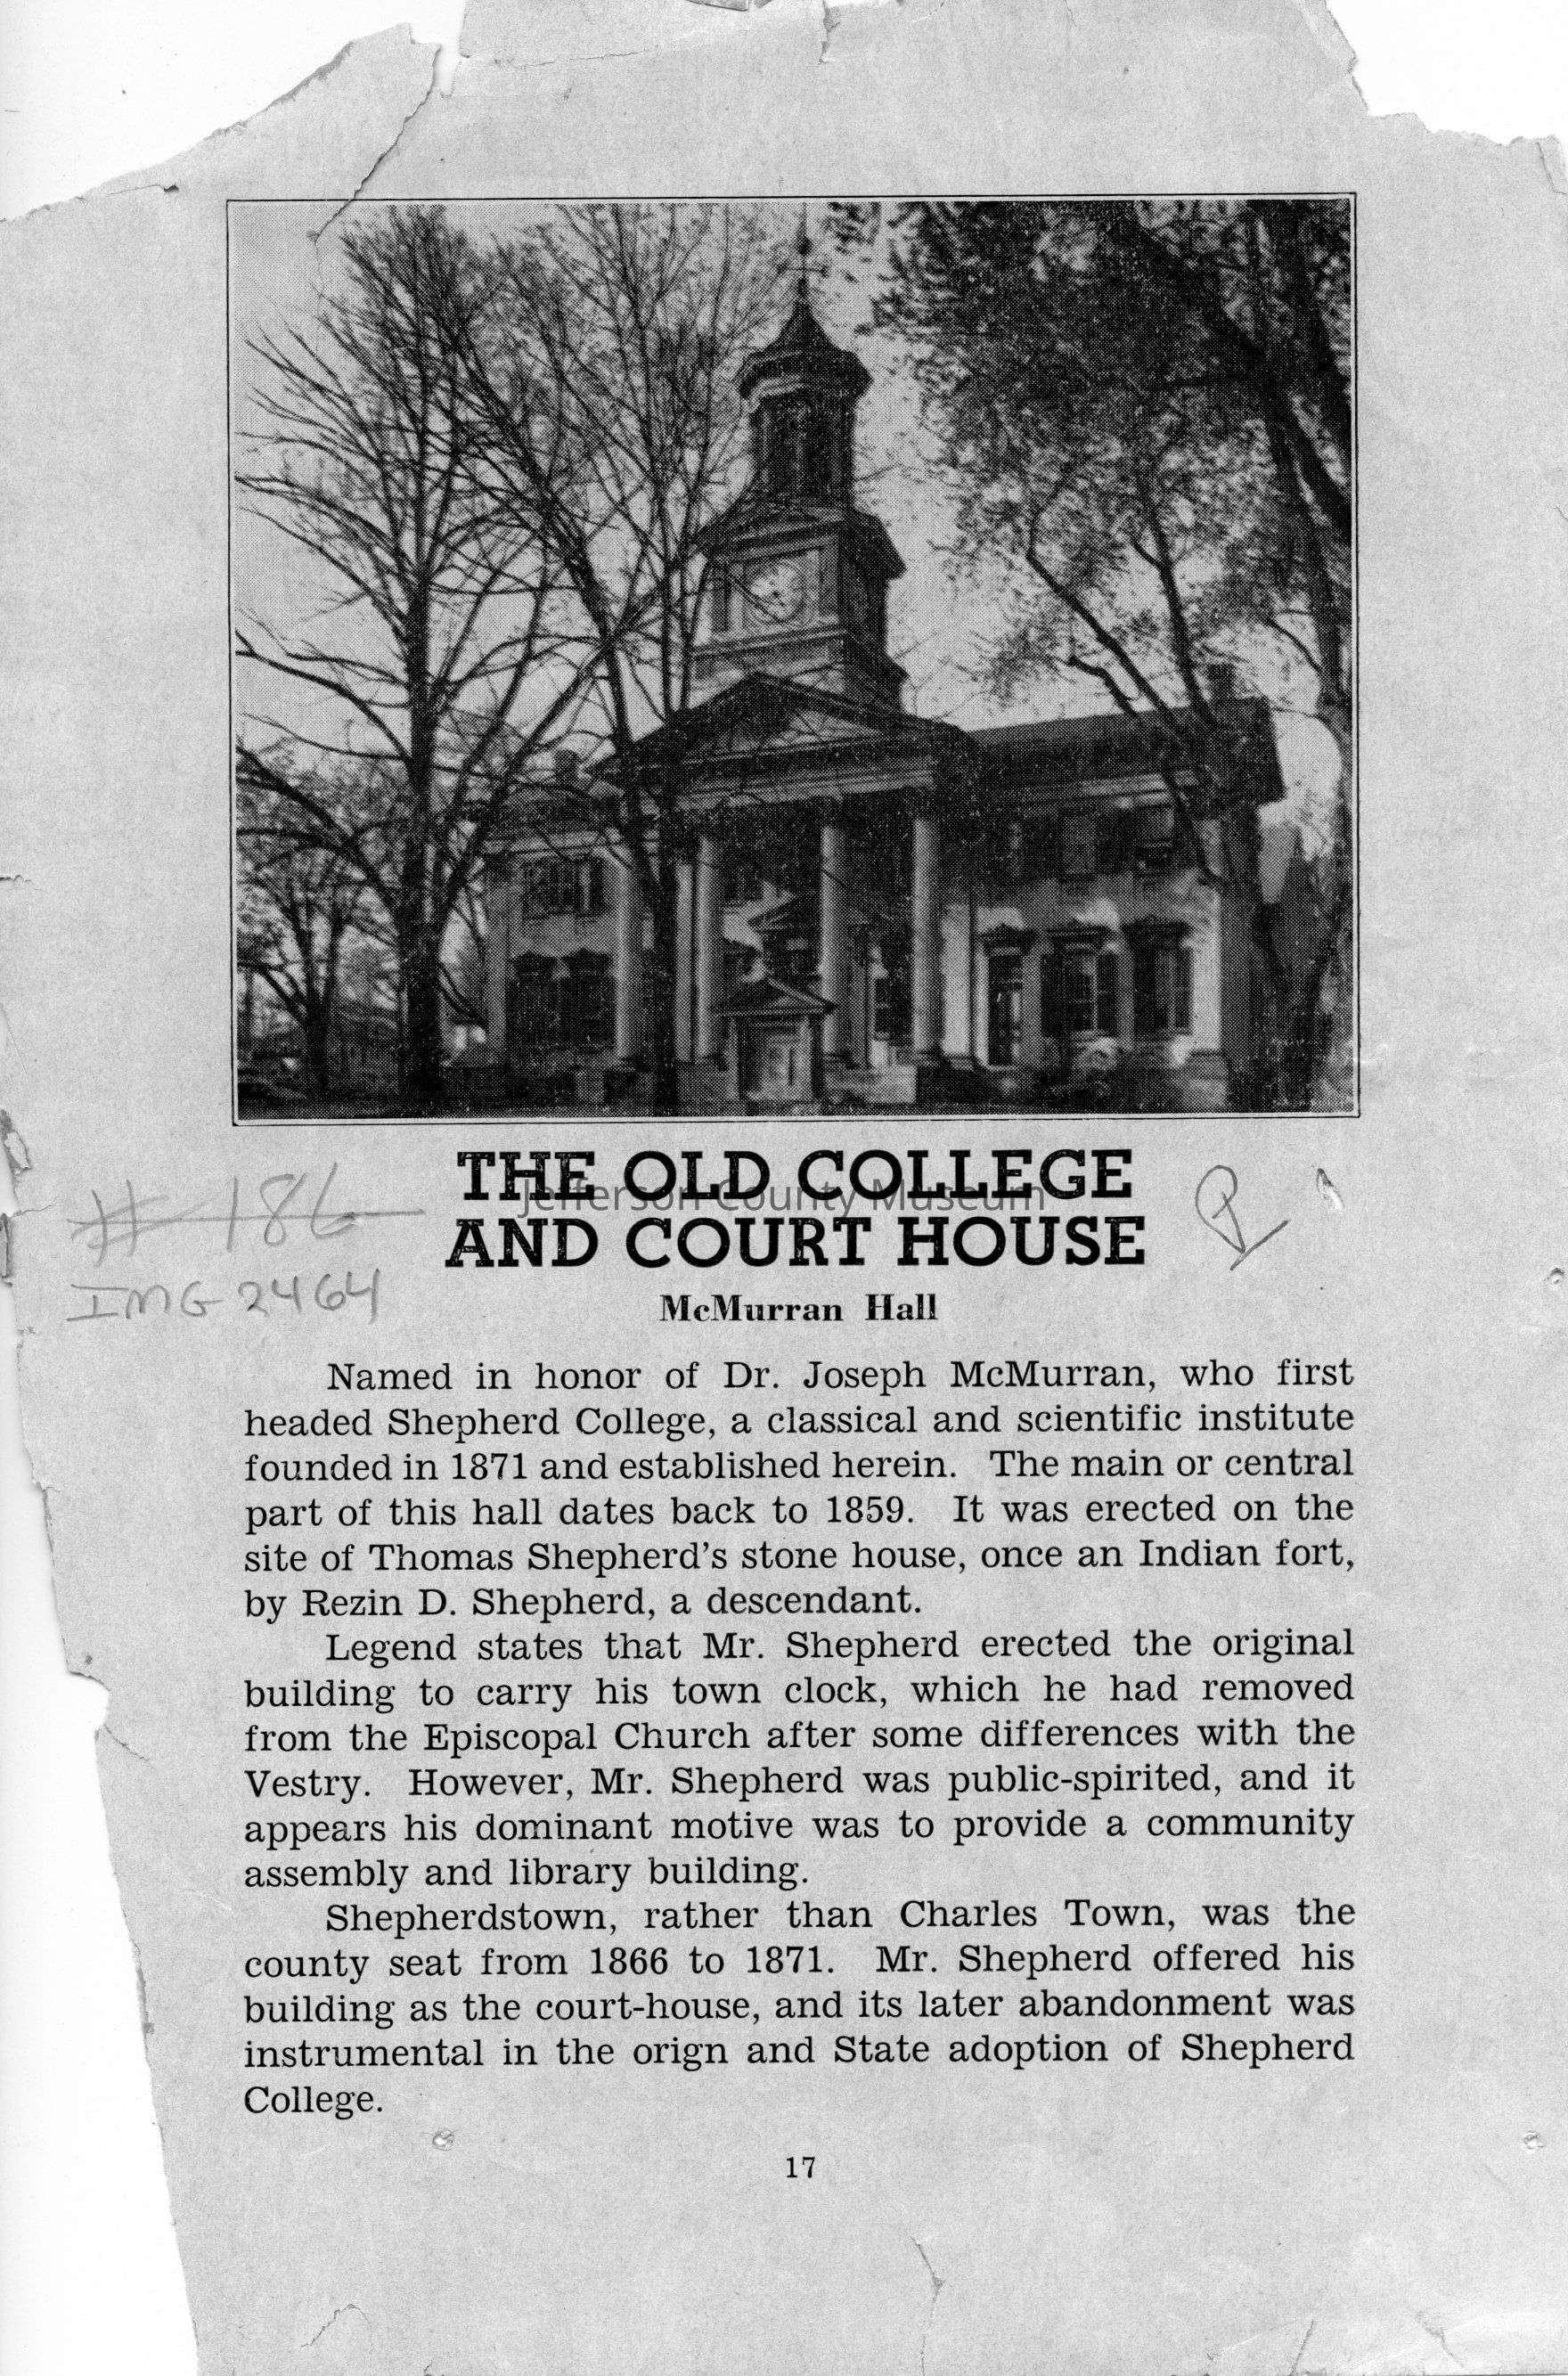 THE OLD COLLEGE
Jefferson County Museum
AND COURT HOUSE
# 186
IMG 2464
McMurran Hall
Named in honor of Dr. Joseph McMurran, who first
headed Shepherd College, a classical and scientific institute
founded in 1871 and established herein. The main or central
part of this hall dates back to 1859. It was erected on the
site of Thomas Shepherd's stone house, once an Indian fort,
by Rezin D. Shepherd, a descendant.
Legend states that Mr. Shepherd erected the original
building to carry his town clock, which he had removed
from the Episcopal Church after some differences with the
Vestry. However, Mr. Shepherd was public-spirited, and it
appears his dominant motive was to provide a community
assembly and library building.
Shepherdstown, rather than Charles Town, was the
county seat from 1866 to 1871. Mr. Shepherd offered his
building as the court-house, and its later abandonment was
instrumental in the orign and State adoption of Shepherd
College.
17